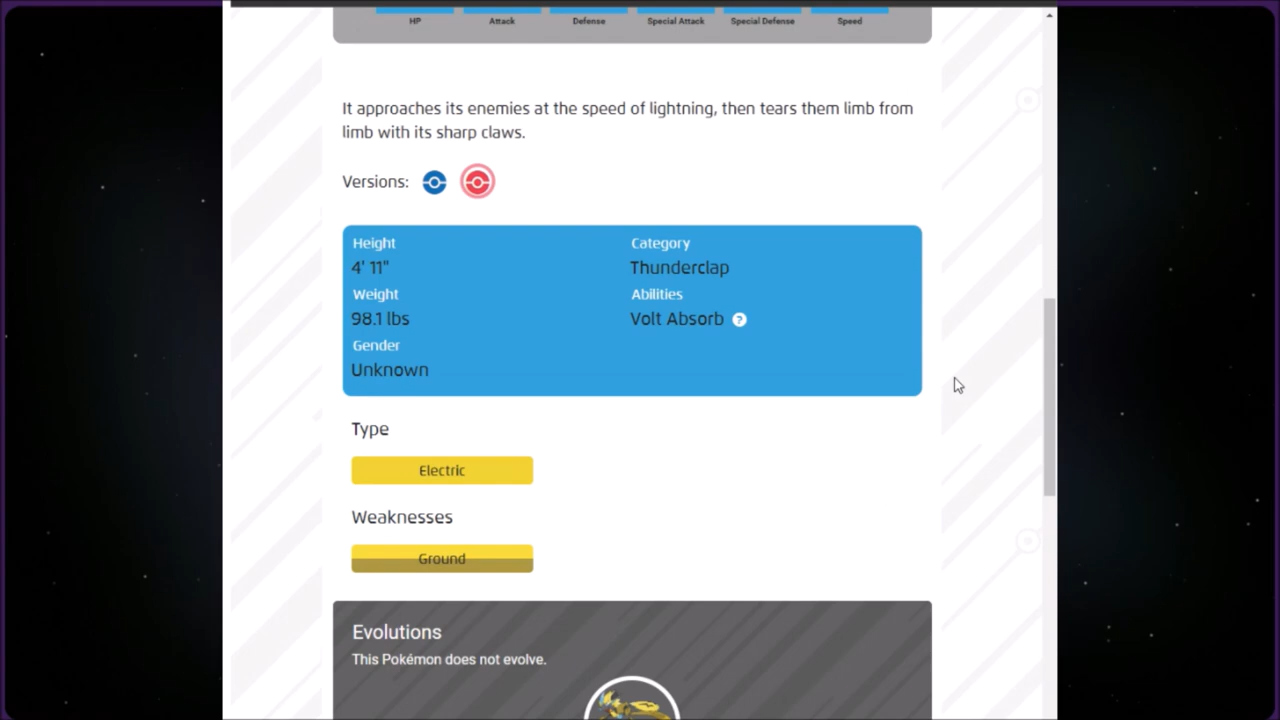 HP Attack Defense Special Attack Special Defense Speed
It approaches its enemies at the speed of lightning, then tears them limb from
limb with its sharp claws.
Versions:
Height
4' 11"
Weight
98.1 lbs
Gender
Unknown
Category
Thunderclap
Abilities
Volt Absorb ?
Type
Electric
Weaknesses
Ground
Evolutions
This Pokémon does not evolve.